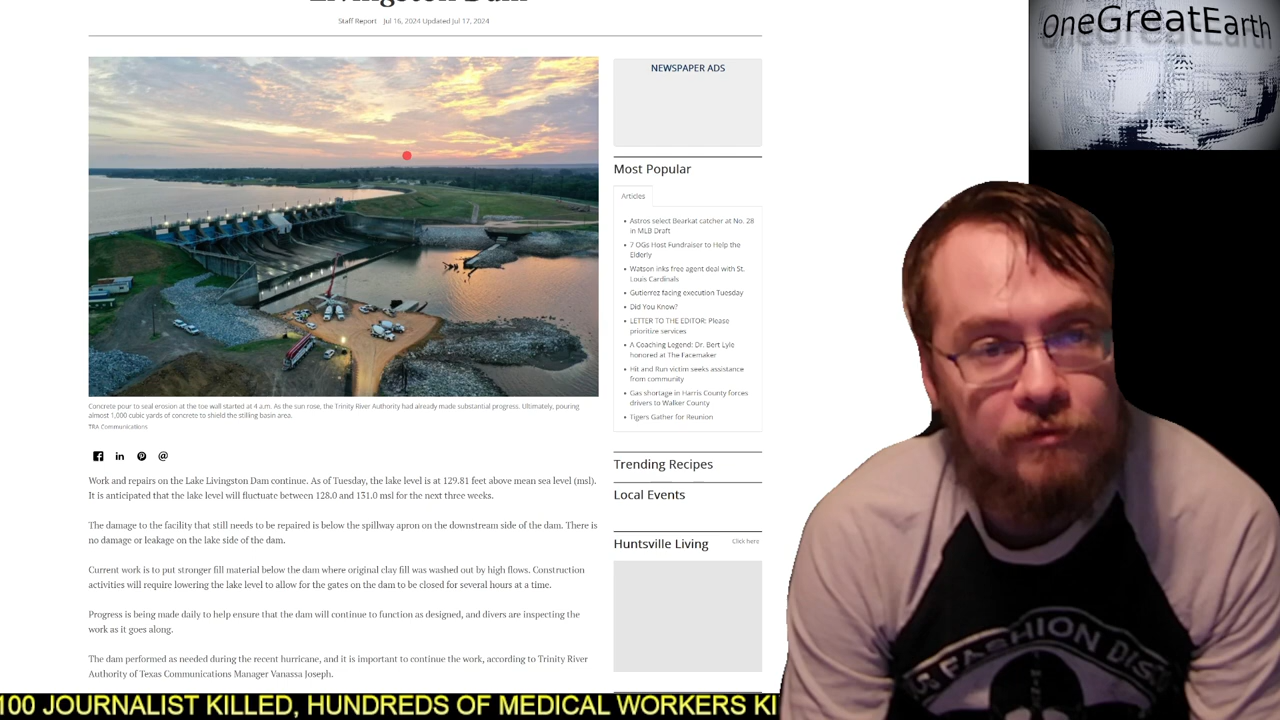 Livingston Dam
Staff Report Jul 16, 2024 Updated Jul 17, 2024
OneGreatEarth
NEWSPAPER ADS
Most Popular
Articles
Astros select Bearkat catcher at No. 28
in MLB Draft
7 OGs Host Fundraiser to Help the
Elderly
Watson inks free agent deal with St.
Louis Cardinals
Gutierrez facing execution Tuesday
Did You Know?
LETTER TO THE EDITOR: Please
prioritize services
A Coaching Legend: Dr. Bert Lyle
honored at The Facemaker
Hit and Run victim seeks assistance
from community
Gas shortage in Harris County forces
drivers to Walker County
Tigers Gather for Reunion
Concrete pour to seal erosion at the toe wall started at 4 a.m. As the sun rose, the Trinity River Authority had already made substantial progress. Ultimately, pouring
almost 1,000 cubic yards of concrete to shield the stilling basin area.
TRA Communications
Work and repairs on the Lake Livingston Dam continue. As of Tuesday, the lake level is at 129.81 feet above mean sea level (msl).
It is anticipated that the lake level will fluctuate between 128.0 and 131.0 msl for the next three weeks.
The damage to the facility that still needs to be repaired is below the spillway apron on the downstream side of the dam. There is
no damage or leakage on the lake side of the dam.
Current work is to put stronger fill material below the dam where original clay fill was washed out by high flows. Construction
activities will require lowering the lake level to allow for the gates on the dam to be closed for several hours at a time.
Progress is being made daily to help ensure that the dam will continue to function as designed, and divers are inspecting the
work as it goes along.
The dam performed as needed during the recent hurricane, and it is important to continue the work, according to Trinity River
Authority of Texas Communications Manager Vanassa Joseph.
Trending Recipes
Local Events
Huntsville Living
Click here
FASHION
100 JOURNALIST KILLED, HUNDREDS OF MEDICAL WORKERS KI